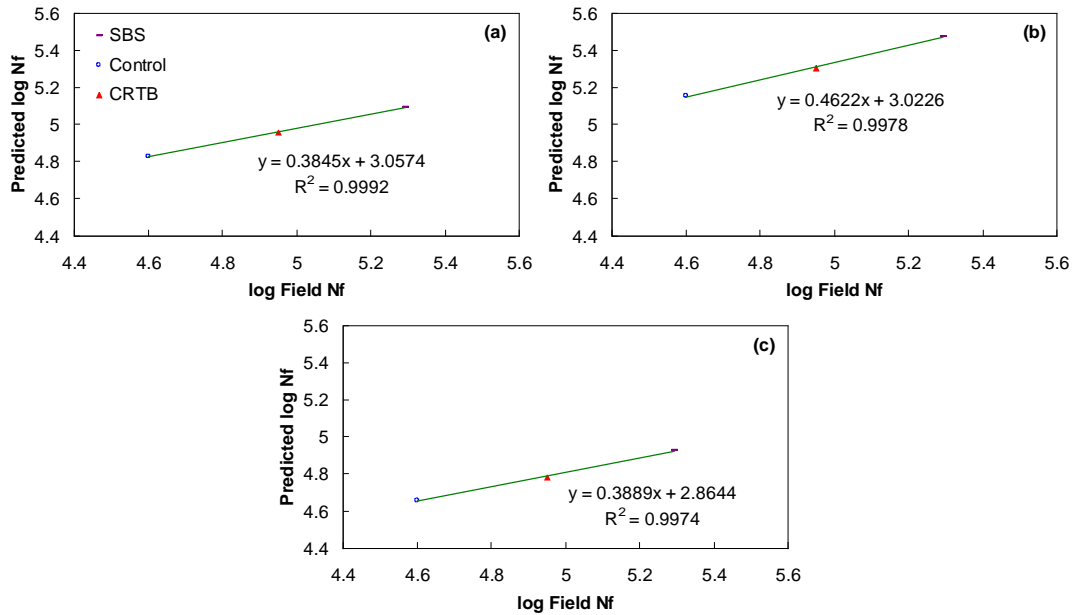 (a)
SBS
Control
CRTB
Predicted log Nf
5.6
5.4
5.2
5
4.8
4.6
4.4
y = 0.3845x + 3.0574
R² = 0.9992
4.4 4.6 4.8 5 5.2 5.4 5.6
log Field Nf
(b)
Predicted log Nf
5.6
5.4
5.2
5
4.8
4.6
4.4
y = 0.4622x + 3.0226
R² = 0.9978
4.4 4.6 4.8 5 5.2 5.4 5.6
log Field Nf
(c)
Predicted log Nf
5.6
5.4
5.2
5
4.8
4.6
4.4
y = 0.3889x + 2.8644
R² = 0.9974
4.4 4.6 4.8 5 5.2 5.4 5.6
log Field Nf